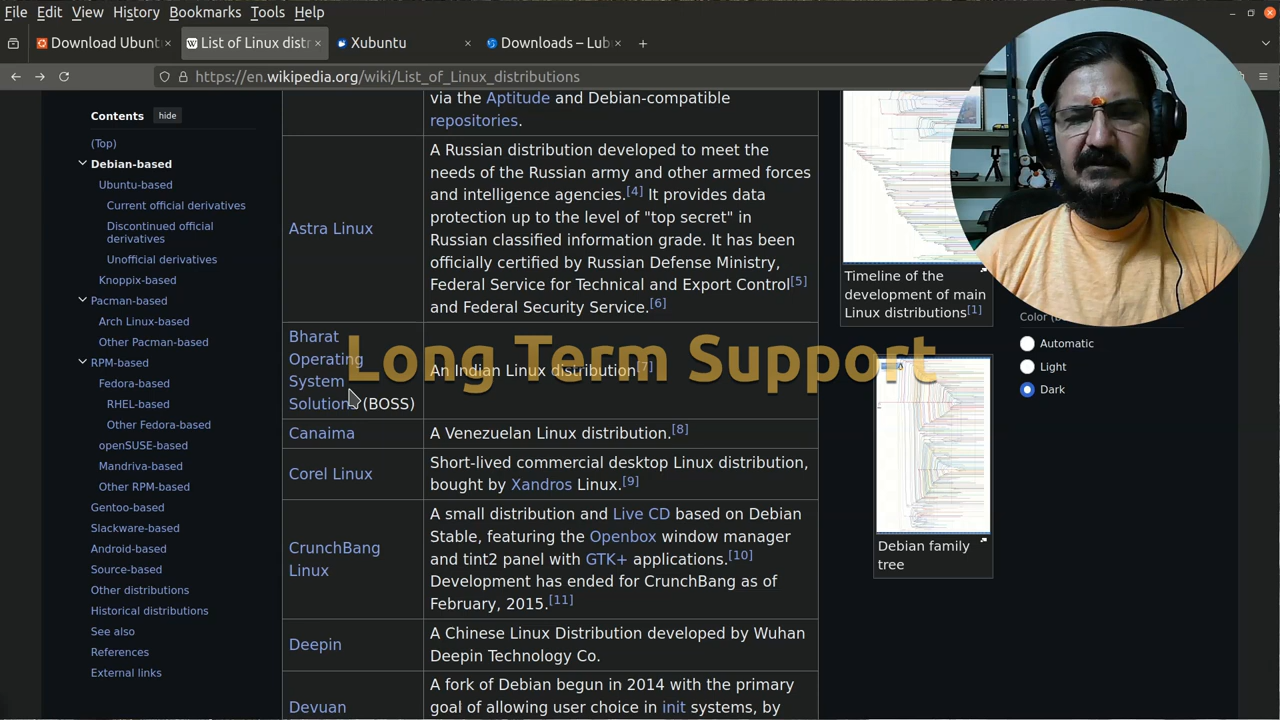 File Edit View History Bookmarks Tools Help
Download Ubunt
List of Linux distr
Xubuntu
Downloads – Lub
https://en.wikipedia.org/wiki/List_of_Linux_distributions
Contents hide
(Top)
Debian-based
Ubuntu-based
Current official derivatives
Discontinued official
derivatives
Unofficial derivatives
Knoppix-based
Pacman-based
Arch Linux-based
Other Pacman-based
RPM-based
Fedora-based
RHEL-based
Other Fedora-based
openSUSE-based
Mandriva-based
Other RPM-based
Gentoo-based
Slackware-based
Android-based
Source-based
Other distributions
Historical distributions
See also
References
External links
via the Aptitude and Debian-compatible
repositories.
Astra Linux
A Russian distribution developed to meet the
needs of the Russian army and other armed forces
and intelligence agencies.[4] It provides data
protection up to the level of "top secret" in
Russian classified information grade. It has been
officially certified by Russian Defense Ministry,
Federal Service for Technical and Export Control[5]
and Federal Security Service.[6]
Bharat
Operating
System
Solutions (BOSS)
An Indian Linux distribution[7]
Long Term Support
Canaima
A Venezuelan Linux distribution.[8]
Corel Linux
Short-lived commercial desktop Linux distribution,
bought by Xandros Linux.[9]
CrunchBang
Linux
A small distribution and Live CD based on Debian
Stable, featuring the Openbox window manager
and tint2 panel with GTK+ applications.[10]
Development has ended for CrunchBang as of
February, 2015.[11]
Deepin
A Chinese Linux Distribution developed by Wuhan
Deepin Technology Co.
Devuan
A fork of Debian begun in 2014 with the primary
goal of allowing user choice in init systems, by
Timeline of the
development of main
Linux distributions[1]
Debian family
tree
Automatic
Light
Dark